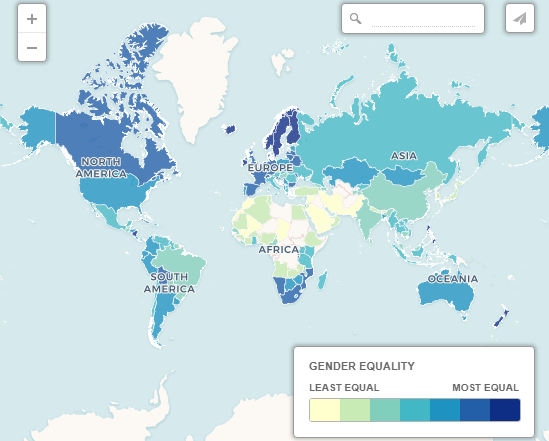 +
−
NORTH
AMERICA
EUROPE
ASIA
AFRICA
SOUTH
AMERICA
OCEANIA
GENDER EQUALITY
LEAST EQUAL MOST EQUAL